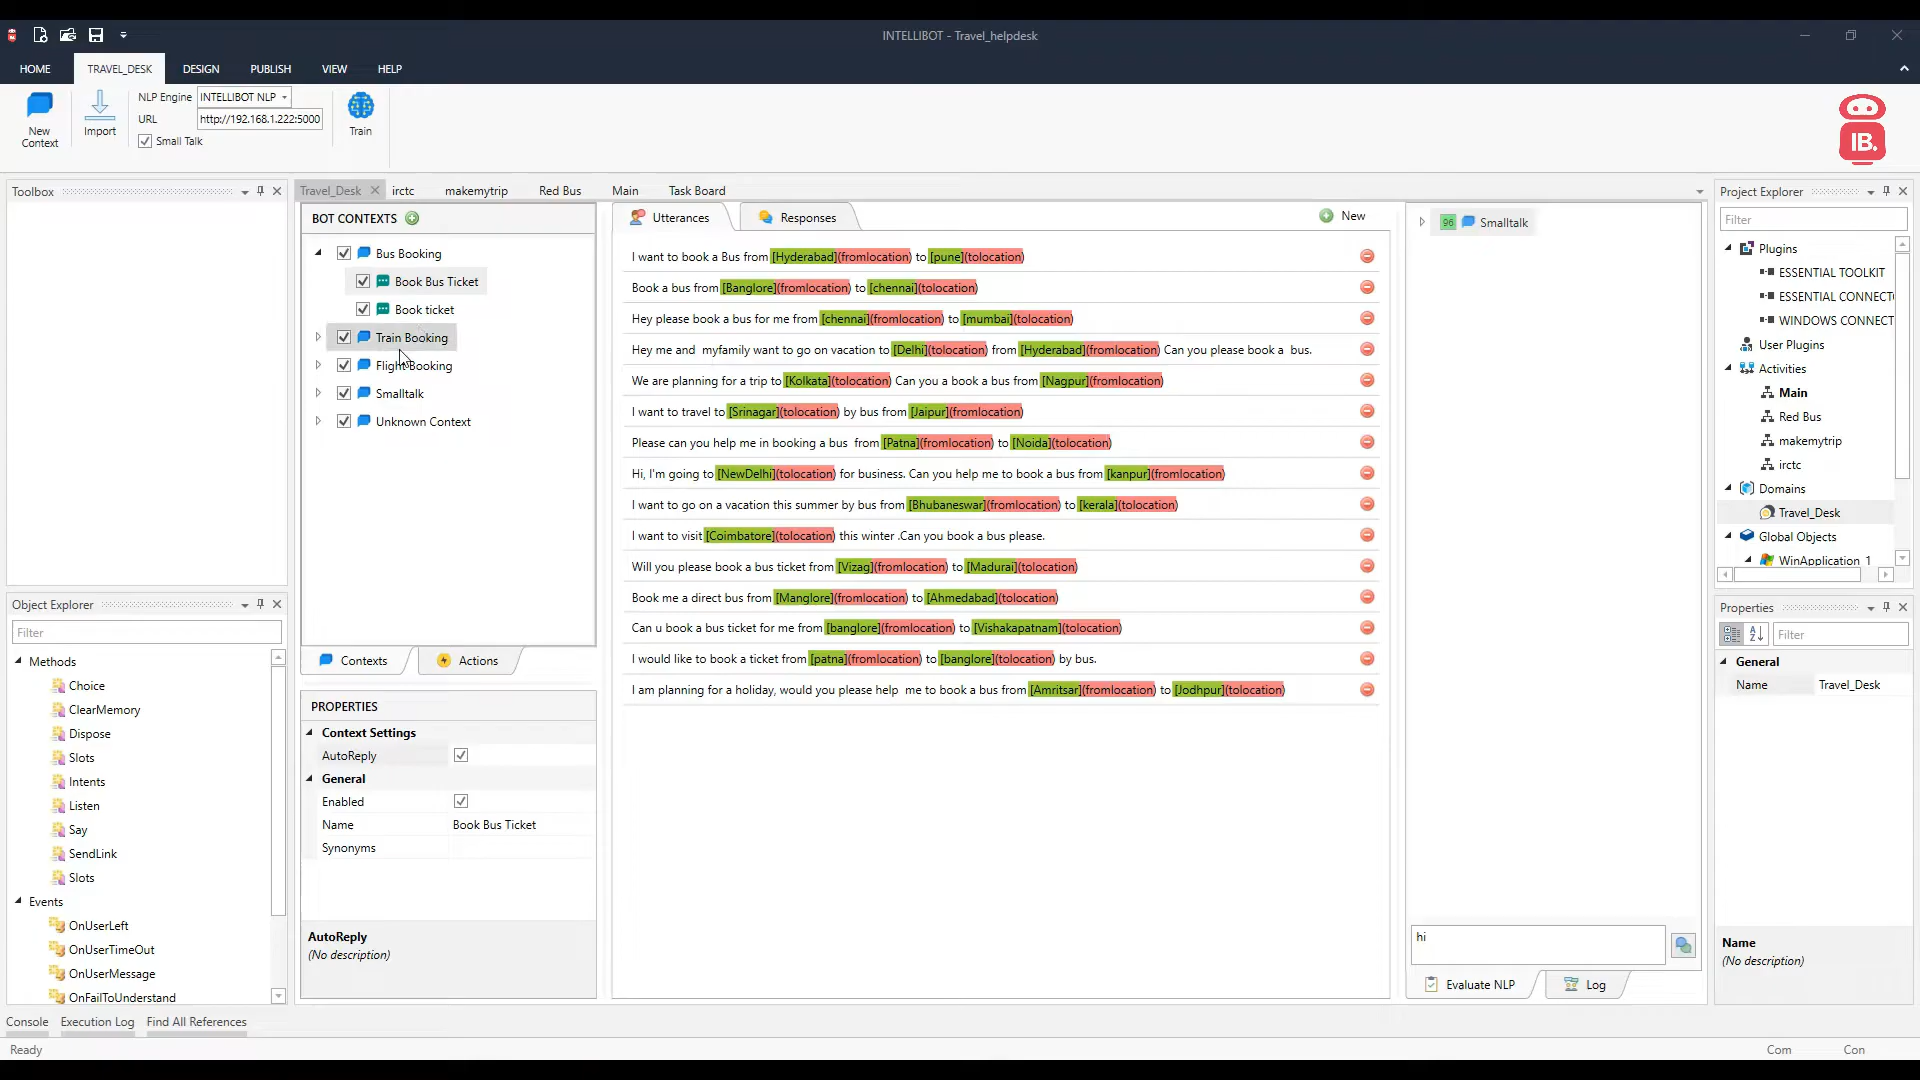 INTELLIBOT - Travel_helpdesk
HOME TRAVEL_DESK DESIGN PUBLISH VIEW HELP
New Context
Import
NLP Engine INTELLIBOT NLP
URL http://192.168.1.222:5000
Small Talk
Train
IB.
Toolbox
Travel_Desk irctc makemytrip Red Bus Main Task Board
BOT CONTEXTS
Bus Booking
Book Bus Ticket
Book ticket
Train Booking
Flight Booking
Smalltalk
Unknown Context
Contexts Actions
PROPERTIES
Context Settings
AutoReply
General
Enabled
Name Book Bus Ticket
Synonyms
AutoReply
(No description)
Utterances Responses New
I want to book a Bus from [Hyderabad](fromlocation) to [pune](tolocation)
Book a bus from [Banglore](fromlocation) to [chennai](tolocation)
Hey please book a bus for me from [chennai](fromlocation) to [mumbai](tolocation)
Hey me and myfamily want to go on vacation to [Delhi](tolocation) from [Hyderabad](fromlocation) Can you please book a bus.
We are planning for a trip to [Kolkata](tolocation) Can you a book a bus from [Nagpur](fromlocation)
I want to travel to [Srinagar](tolocation) by bus from [Jaipur](fromlocation)
Please can you help me in booking a bus from [Patna](fromlocation) to [Noida](tolocation)
Hi, I'm going to [NewDelhi](tolocation) for business. Can you help me to book a bus from [kanpur](fromlocation)
I want to go on a vacation this summer by bus from [Bhubaneswar](fromlocation) to [kerala](tolocation)
I want to visit [Coimbatore](tolocation) this winter .Can you book a bus please.
Will you please book a bus ticket from [Vizag](fromlocation) to [Madurai](tolocation)
Book me a direct bus from [Manglore](fromlocation) to [Ahmedabad](tolocation)
Can u book a bus ticket for me from [banglore](fromlocation) to [Vishakapatnam](tolocation)
I would like to book a ticket from [patna](fromlocation) to [banglore](tolocation) by bus.
I am planning for a holiday, would you please help me to book a bus from [Amritsar](fromlocation) to [Jodhpur](tolocation)
96 Smalltalk
hi
Evaluate NLP Log
Object Explorer
Filter
Methods
Choice
ClearMemory
Dispose
Slots
Intents
Listen
Say
SendLink
Slots
Events
OnUserLeft
OnUserTimeOut
OnUserMessage
OnFailToUnderstand
Project Explorer
Filter
Plugins
ESSENTIAL TOOLKIT
ESSENTIAL CONNECT
WINDOWS CONNECT
User Plugins
Activities
Main
Red Bus
makemytrip
irctc
Domains
Travel_Desk
Global Objects
WinApplication_1
Properties
Filter
General
Name Travel_Desk
Name
(No description)
Console Execution Log Find All References
Ready
Com Con